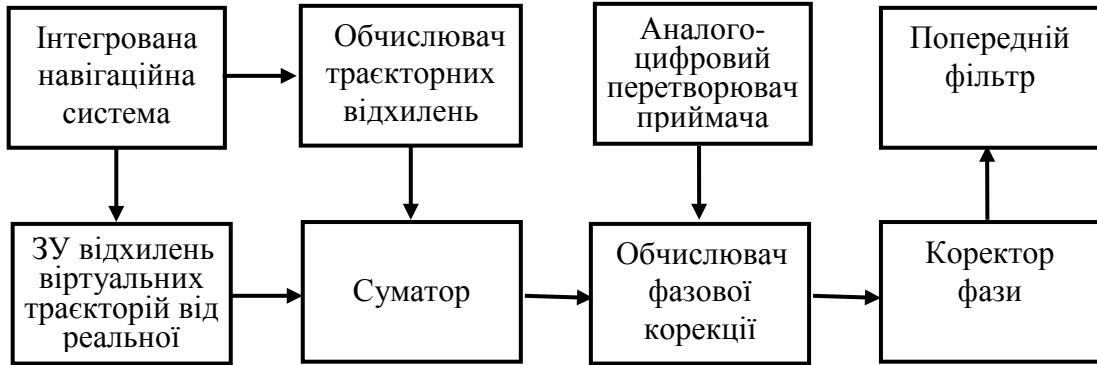 Інтегрована
навігаційна
система
Обчислювач
траєкторних
відхилень
Аналого-
цифровий
перетворювач
приймача
Попередній
фільтр
ЗУ відхилень
віртуальних
траєкторій від
реальної
Суматор
Обчислювач
фазової
корекції
Коректор
фази